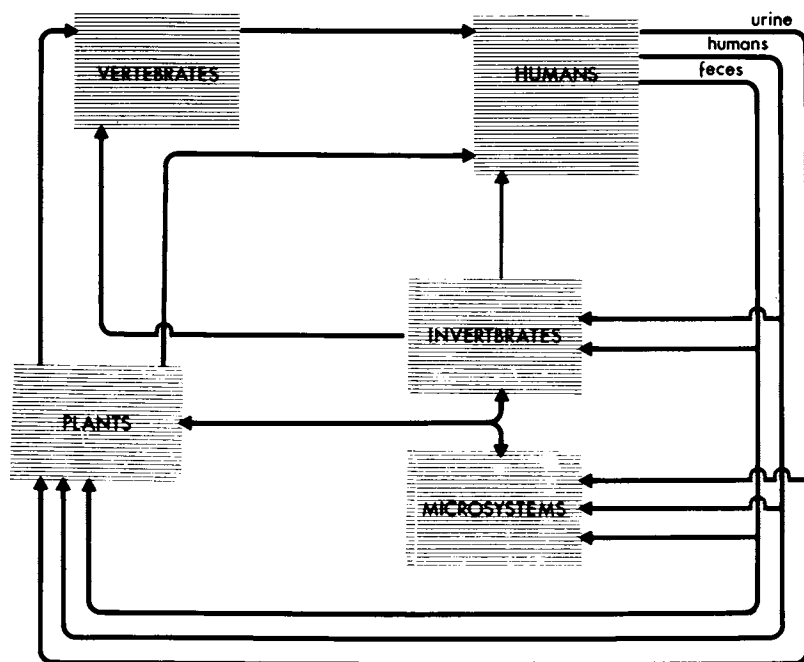 urine
humans
feces
VERTEBRATES
HUMANS
INVERTBRATES
PLANTS
MICROSYSTEMS